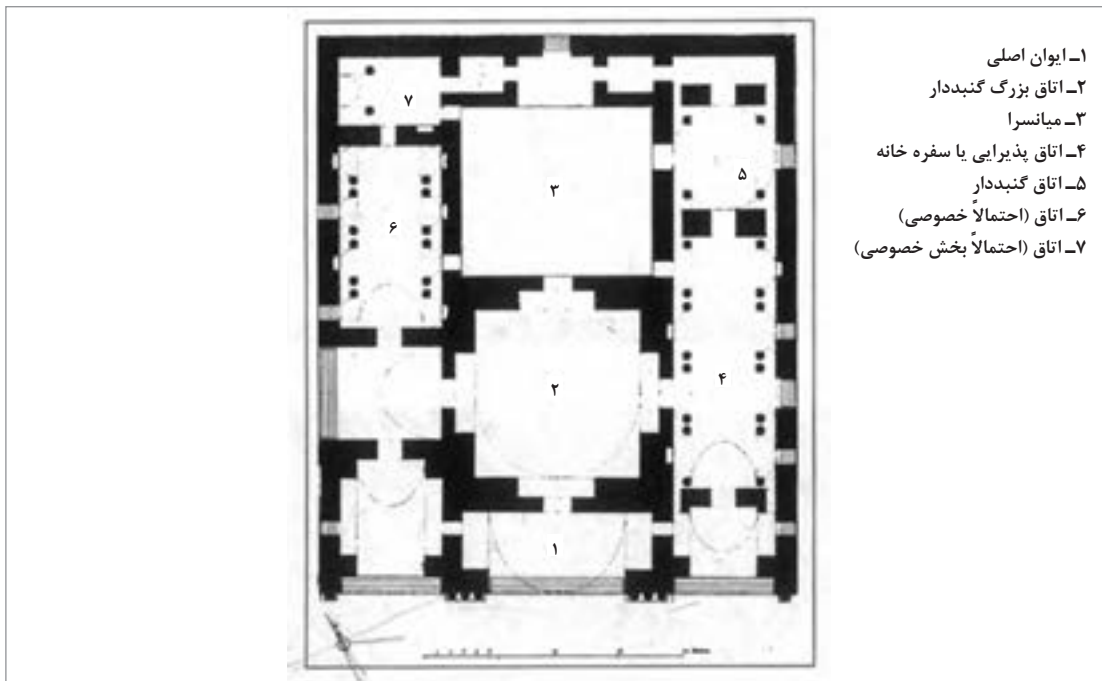 ۱ـ ایوان اصلی
۲ـ اتاق بزرگ گنبددار
۳ـ میانسرا
۴ـ اتاق پذیرایی یا سفره خانه
۵ـ اتاق گنبددار
۶ـ اتاق (احتمالاً خصوصی)
۷ـ اتاق (احتمالاً بخش خصوصی)
۷
۵
۳
۶
۲
۴
۱